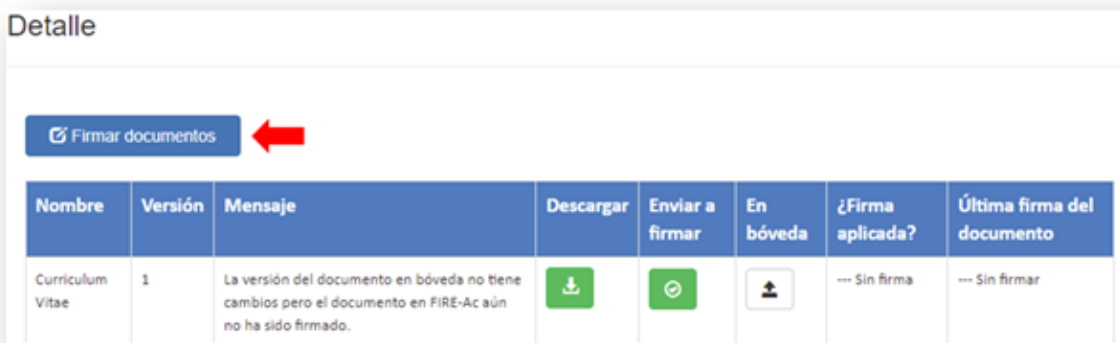 Detalle
Firmar documentos
Nombre Versión Mensaje Descargar Enviar a firmar En bóveda ¿Firma aplicada? Última firma del documento
Curriculum Vitae 1 La versión del documento en bóveda no tiene cambios pero el documento en FIRE-Ac aún no ha sido firmado. --- Sin firma --- Sin firmar